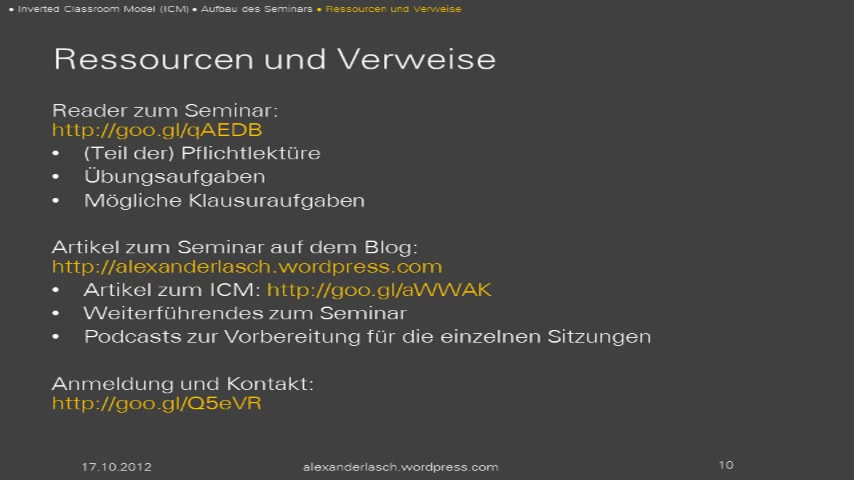 • Inverted Classroom Model (ICM) • Aufbau des Seminars • Ressourcen und Verweise
Ressourcen und Verweise
Reader zum Seminar:
http://goo.gl/qAEDB
• (Teil der) Pflichtlektüre
• Übungsaufgaben
• Mögliche Klausuraufgaben
Artikel zum Seminar auf dem Blog:
http://alexanderlasch.wordpress.com
• Artikel zum ICM: http://goo.gl/aWWAK
• Weiterführendes zum Seminar
• Podcasts zur Vorbereitung für die einzelnen Sitzungen
Anmeldung und Kontakt:
http://goo.gl/Q5eVR
17.10.2012 alexanderlasch.wordpress.com 10